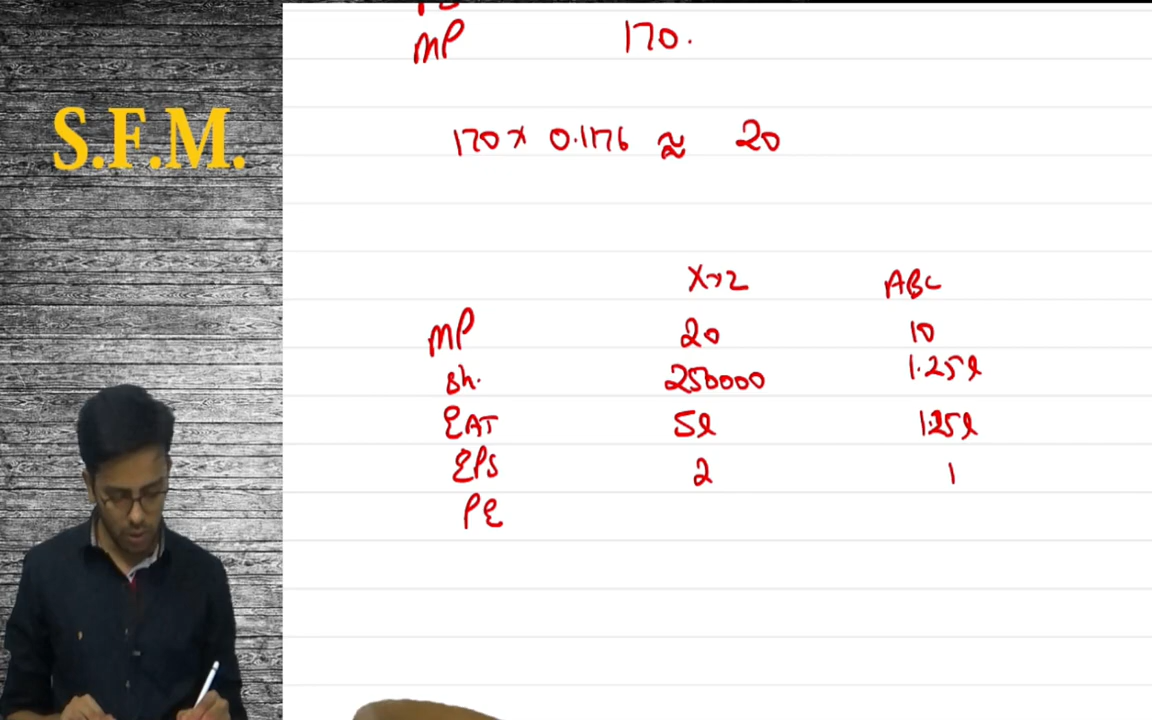 S.F.M.
MP 170.
170 x 0.1176 ≈ 20
XYZ ABC
MP 20 10
Sh. 250000 1.25l
EAT 5l 1.25l
EPS 2 1
PE